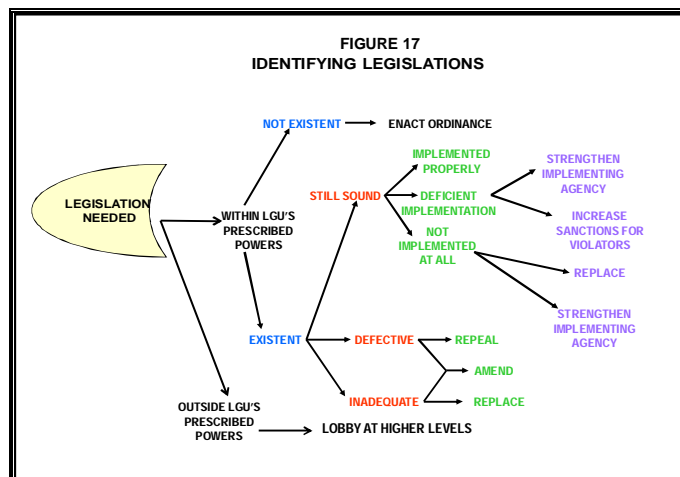 FIGURE 17
IDENTIFYING LEGISLATIONS
NOT EXISTENT
ENACT ORDINANCE
IMPLEMENTED
PROPERLY
STRENGTHEN
IMPLEMENTING
AGENCY
STILL SOUND
DEFICIENT
IMPLEMENTATION
LEGISLATION
NEEDED
WITHIN LGU'S
PRESCRIBED
POWERS
INCREASE
SANCTIONS FOR
VIOLATORS
NOT
IMPLEMENTED
AT ALL
REPLACE
STRENGTHEN
IMPLEMENTING
AGENCY
EXISTENT
DEFECTIVE
REPEAL
AMEND
INADEQUATE
REPLACE
OUTSIDE LGU'S
PRESCRIBED
POWERS
LOBBY AT HIGHER LEVELS